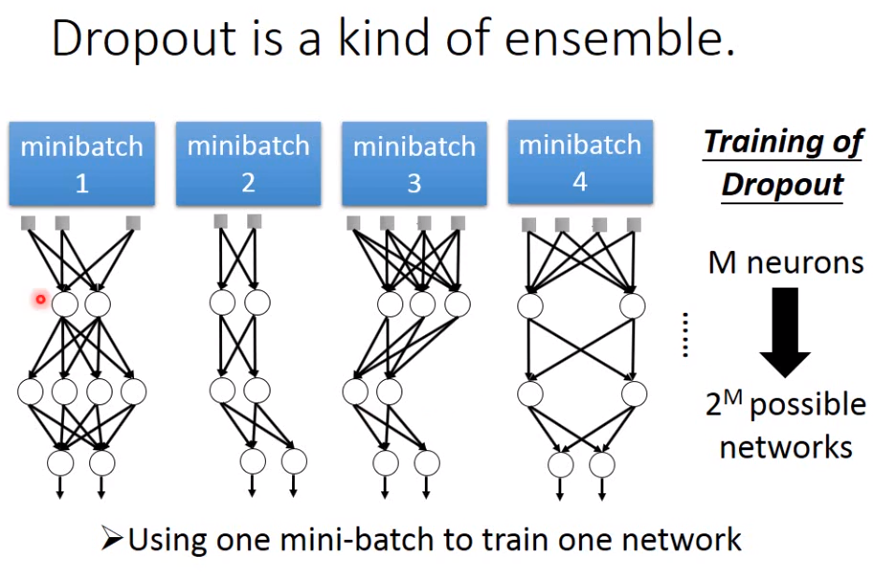 Dropout is a kind of ensemble.
minibatch
1
minibatch
2
minibatch
3
minibatch
4
Training of
Dropout
M neurons
2^M possible
networks
......
➢Using one mini-batch to train one network